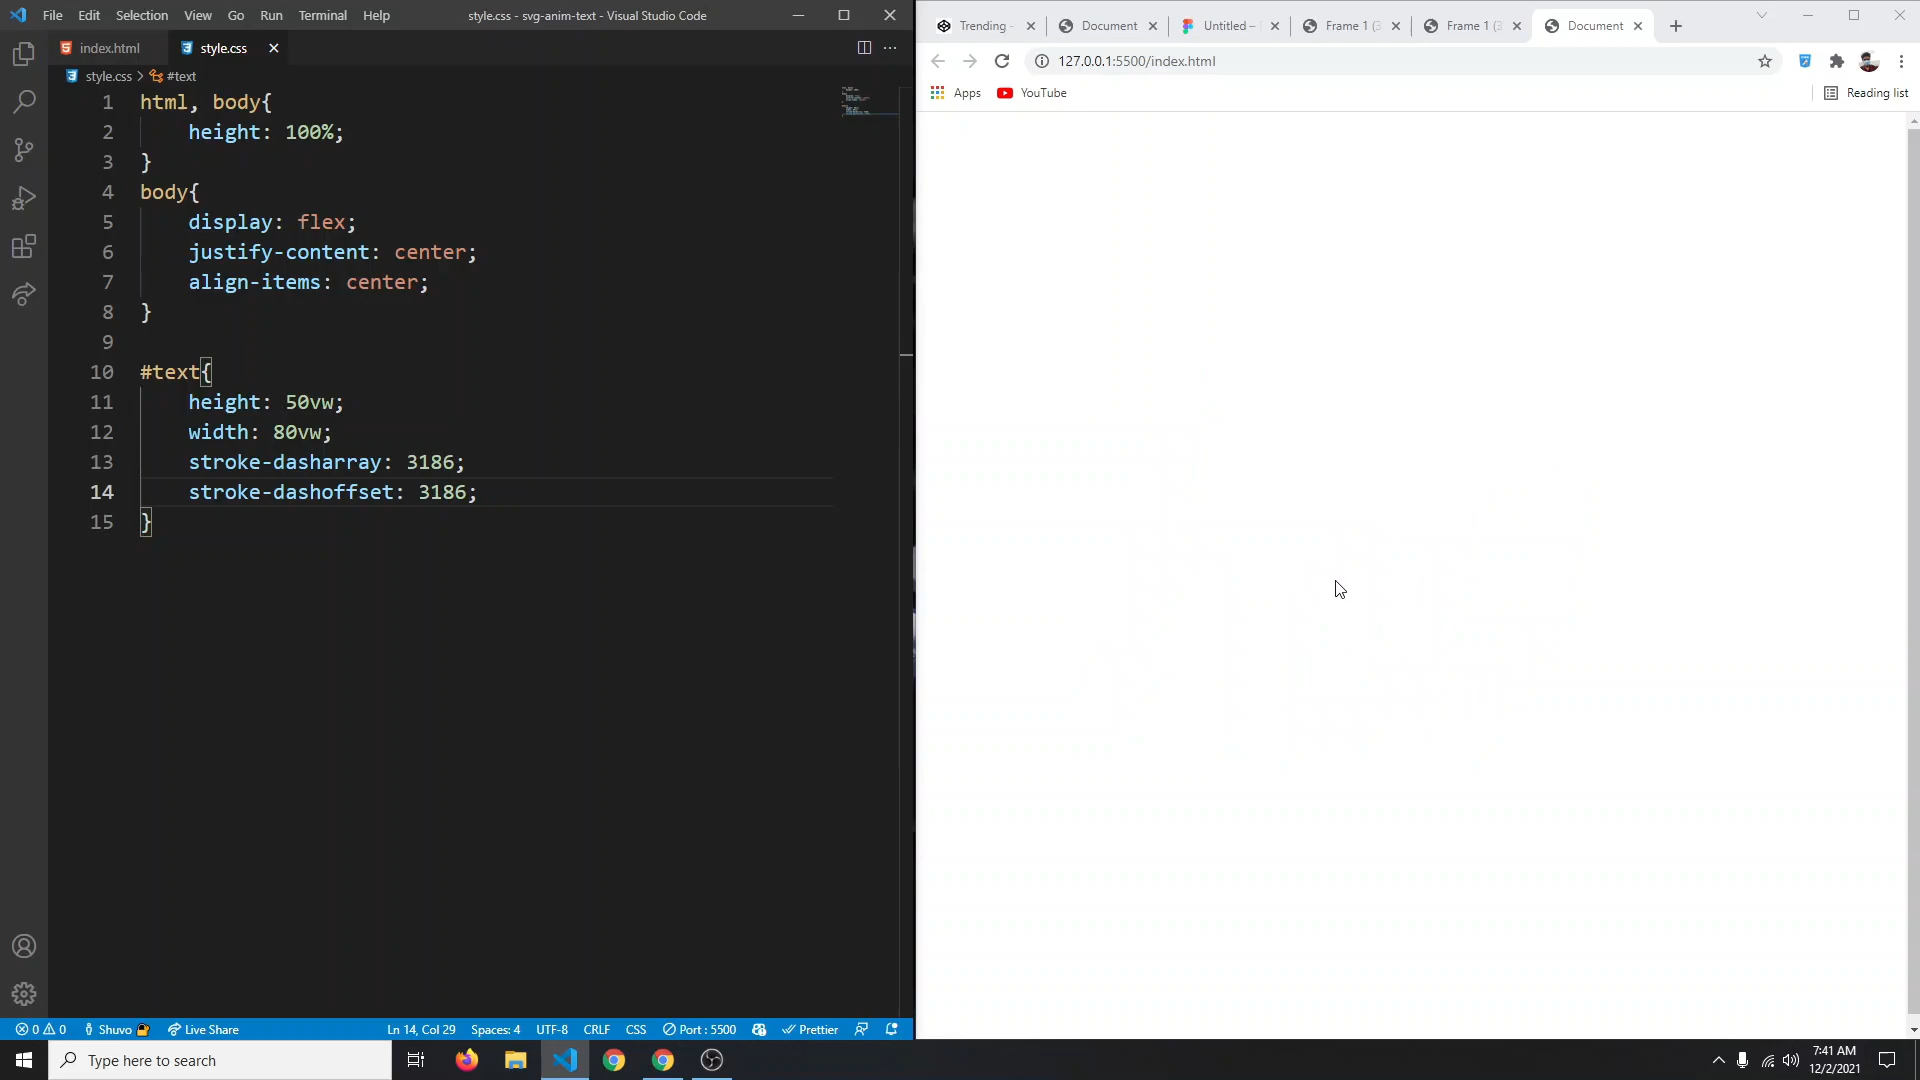 File Edit Selection View Go Run Terminal Help style.css - svg-anim-text - Visual Studio Code
index.html style.css
style.css > #text
1 html, body{
2 height: 100%;
3 }
4 body{
5 display: flex;
6 justify-content: center;
7 align-items: center;
8 }
9
10 #text{
11 height: 50vw;
12 width: 80vw;
13 stroke-dasharray: 3186;
14 stroke-dashoffset: 3186;
15 }
0 0 Shuvo Live Share Ln 14, Col 29 Spaces: 4 UTF-8 CRLF CSS Port : 5500 Prettier
Trending - Document Untitled – Frame 1 (3 Frame 1 (3 Document
127.0.0.1:5500/index.html
Apps YouTube Reading list
Type here to search
7:41 AM
12/2/2021